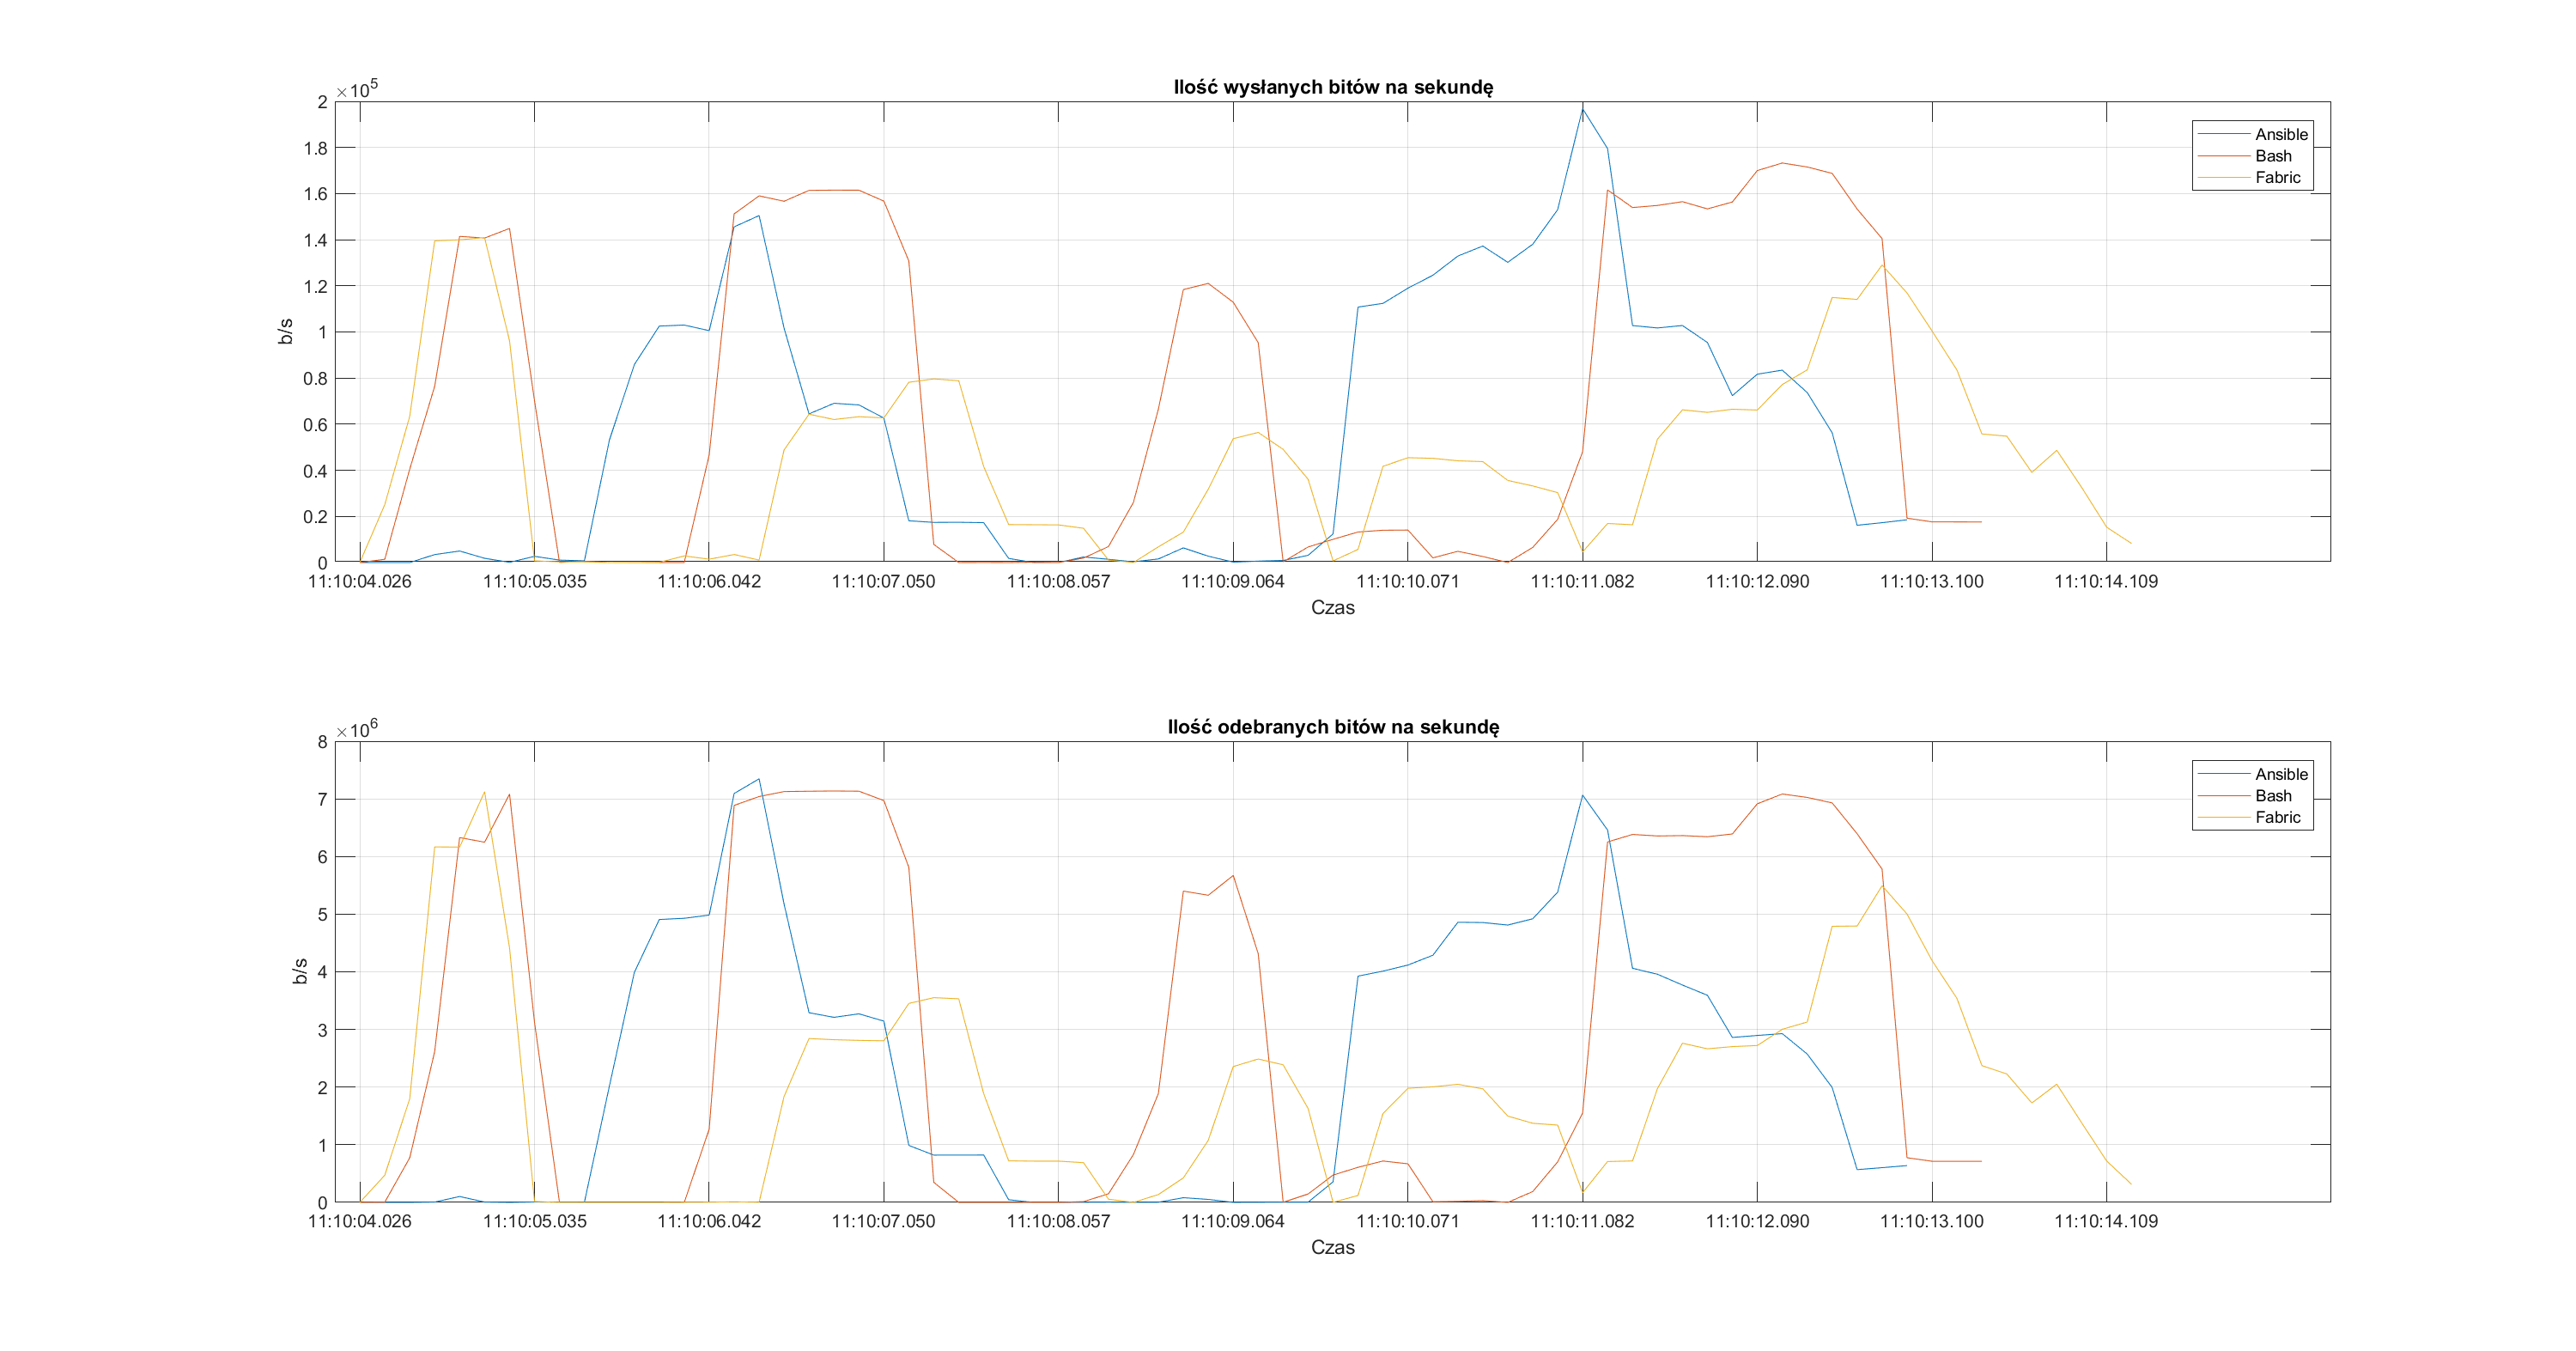 Ilość wysłanych bitów na sekundę
×10^5
2
1.8
1.6
1.4
1.2
1
0.8
0.6
0.4
0.2
0
b/s
Ansible
Bash
Fabric
11:10:04.026 11:10:05.035 11:10:06.042 11:10:07.050 11:10:08.057 11:10:09.064 11:10:10.071 11:10:11.082 11:10:12.090 11:10:13.100 11:10:14.109
Czas
Ilość odebranych bitów na sekundę
×10^6
8
7
6
5
4
3
2
1
0
b/s
Ansible
Bash
Fabric
11:10:04.026 11:10:05.035 11:10:06.042 11:10:07.050 11:10:08.057 11:10:09.064 11:10:10.071 11:10:11.082 11:10:12.090 11:10:13.100 11:10:14.109
Czas